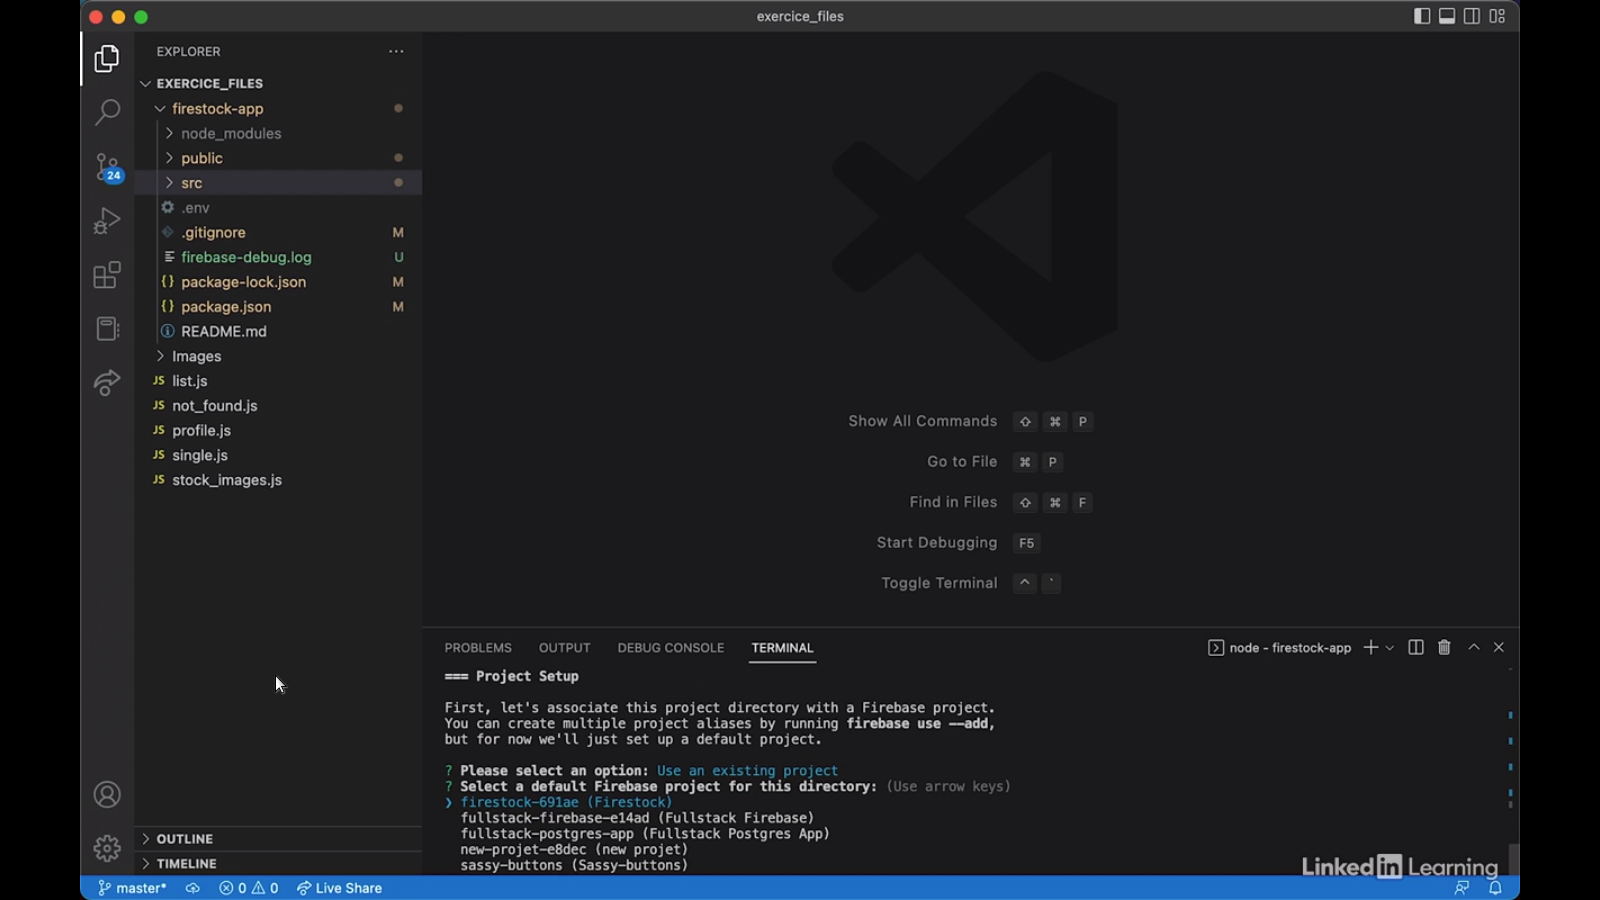 exercice_files
EXPLORER
EXERCICE_FILES
firestock-app
node_modules
public
src
.env
.gitignore M
firebase-debug.log U
package-lock.json M
package.json M
README.md
Images
JS list.js
JS not_found.js
JS profile.js
JS single.js
JS stock_images.js
24
OUTLINE
TIMELINE
Show All Commands ⇧ ⌘ P
Go to File ⌘ P
Find in Files ⇧ ⌘ F
Start Debugging F5
Toggle Terminal ^ `
PROBLEMS OUTPUT DEBUG CONSOLE TERMINAL
node - firestock-app
=== Project Setup
First, let's associate this project directory with a Firebase project.
You can create multiple project aliases by running firebase use --add,
but for now we'll just set up a default project.
? Please select an option: Use an existing project
? Select a default Firebase project for this directory: (Use arrow keys)
❯ firestock-691ae (Firestock)
fullstack-firebase-e14ad (Fullstack Firebase)
fullstack-postgres-app (Fullstack Postgres App)
new-projet-e8dec (new projet)
sassy-buttons (Sassy-buttons)
LinkedIn Learning
master* 0 0 Live Share